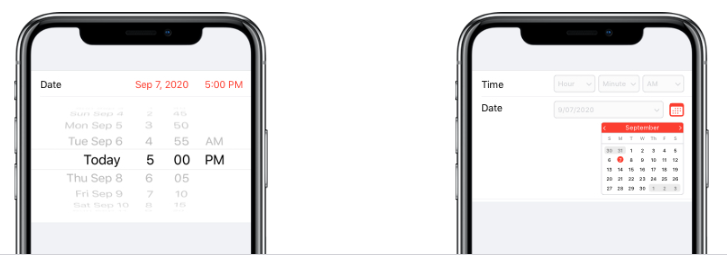 Date Sep 7, 2020 5:00 PM
Sun Sep 4 2 45
Mon Sep 5 3 50
Tue Sep 6 4 55 AM
Today 5 00 PM
Thu Sep 8 6 05
Fri Sep 9 7 10
Sat Sep 10 8 15
Time Hour Minute AM
Date 9/07/2020
September
S M T W Th F S
30 31 1 2 3 4 5
6 7 8 9 10 11 12
13 14 15 16 17 18 19
20 21 22 23 24 25 26
27 28 29 30 1 2 3